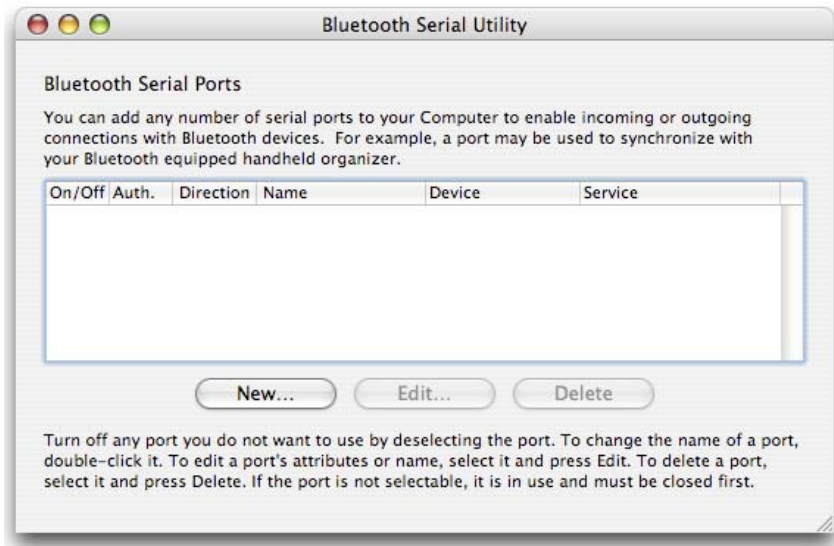 Bluetooth Serial Utility
Bluetooth Serial Ports
You can add any number of serial ports to your Computer to enable incoming or outgoing
connections with Bluetooth devices.  For example, a port may be used to synchronize with
your Bluetooth equipped handheld organizer.
On/Off Auth. Direction Name Device Service
New... Edit... Delete
Turn off any port you do not want to use by deselecting the port. To change the name of a port,
double-click it. To edit a port's attributes or name, select it and press Edit. To delete a port,
select it and press Delete. If the port is not selectable, it is in use and must be closed first.